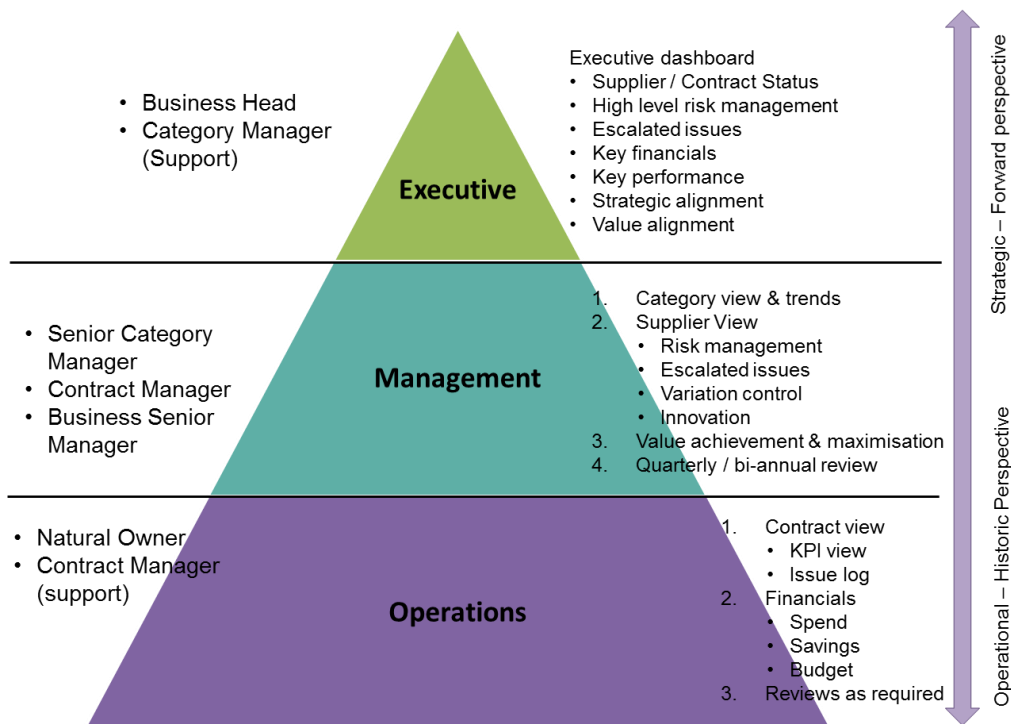 • Business Head
• Category Manager
(Support)
Executive
Executive dashboard
• Supplier / Contract Status
• High level risk management
• Escalated issues
• Key financials
• Key performance
• Strategic alignment
• Value alignment
• Senior Category
Manager
• Contract Manager
• Business Senior
Manager
Management
1. Category view & trends
2. Supplier View
• Risk management
• Escalated issues
• Variation control
• Innovation
3. Value achievement & maximisation
4. Quarterly / bi-annual review
• Natural Owner
• Contract Manager
(support)
Operations
1. Contract view
• KPI view
• Issue log
2. Financials
• Spend
• Savings
• Budget
3. Reviews as required
Strategic – Forward perspective
Operational – Historic Perspective